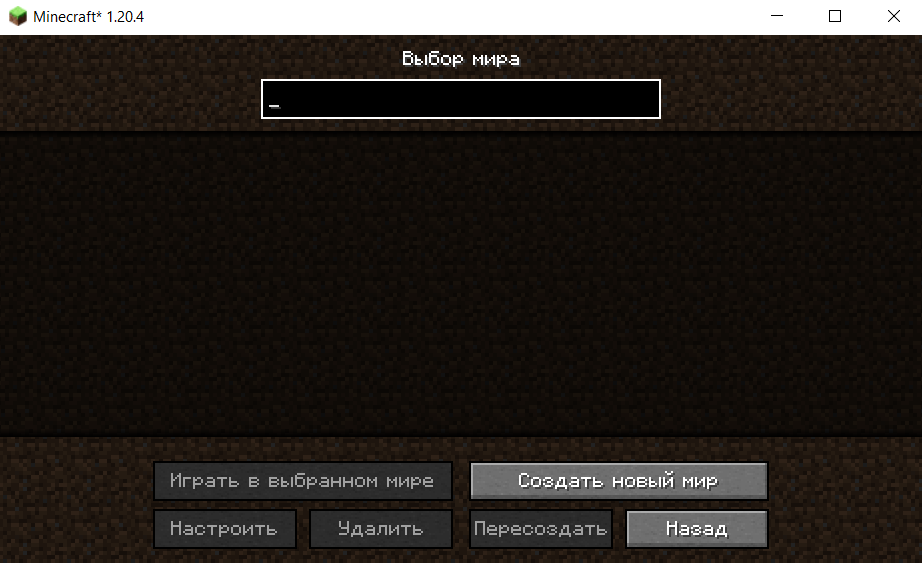 Minecraft* 1.20.4
Выбор мира
_
Играть в выбранном мире
Создать новый мир
Настроить
Удалить
Пересоздать
Назад